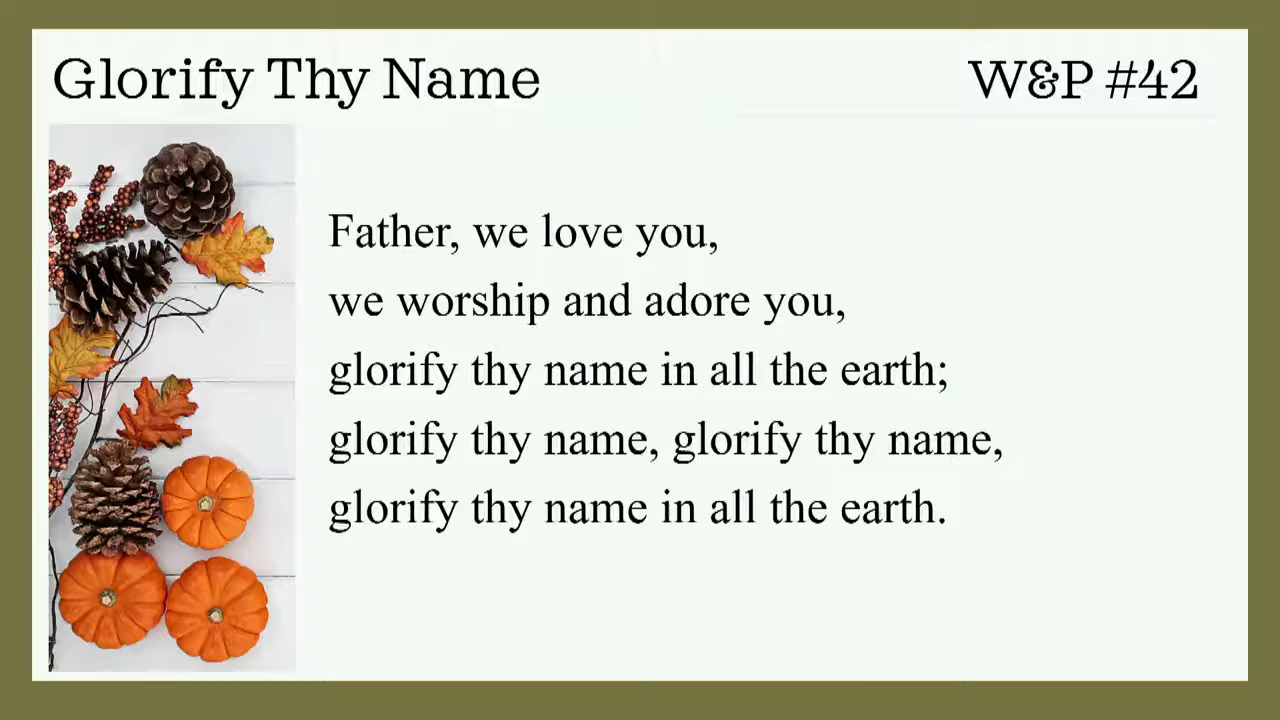 Glorify Thy Name
W&P #42
Father, we love you,
we worship and adore you,
glorify thy name in all the earth;
glorify thy name, glorify thy name,
glorify thy name in all the earth.